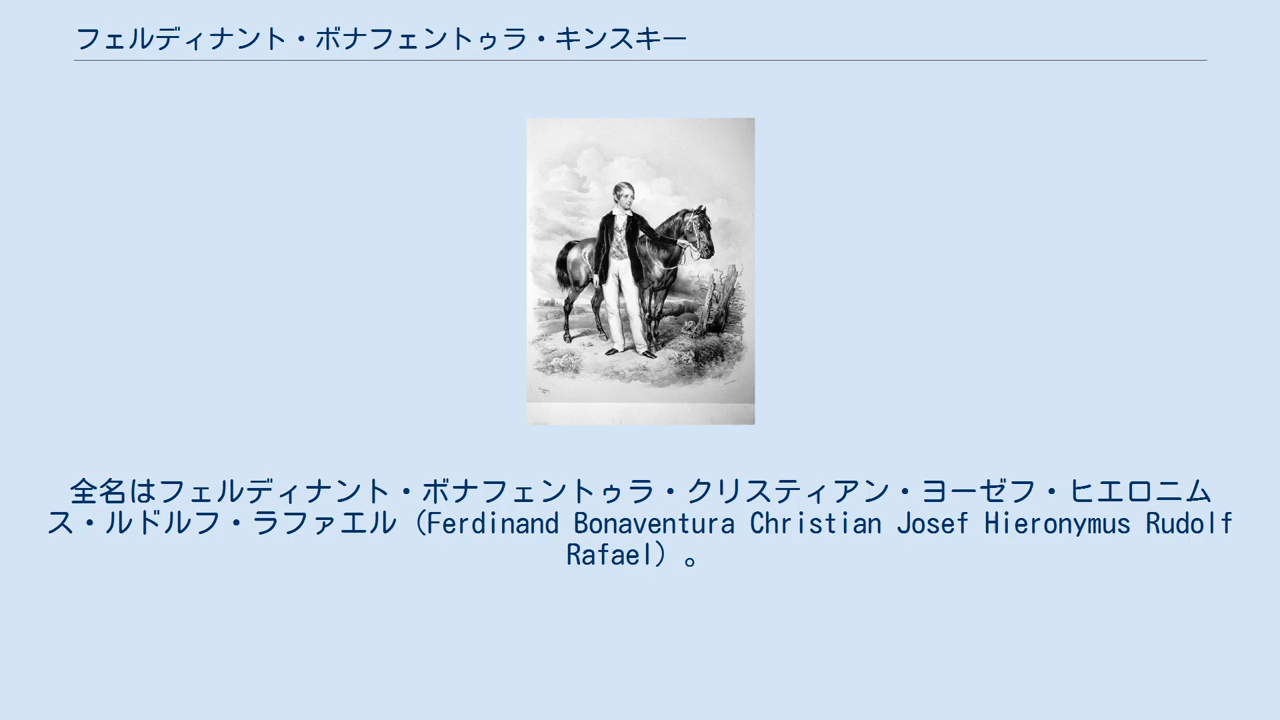 フェルディナント・ボナフェントゥラ・キンスキー
全名はフェルディナント・ボナフェントゥラ・クリスティアン・ヨーゼフ・ヒエロニム
ス・ルドルフ・ラファエル（Ferdinand Bonaventura Christian Josef Hieronymus Rudolf
Rafael）。